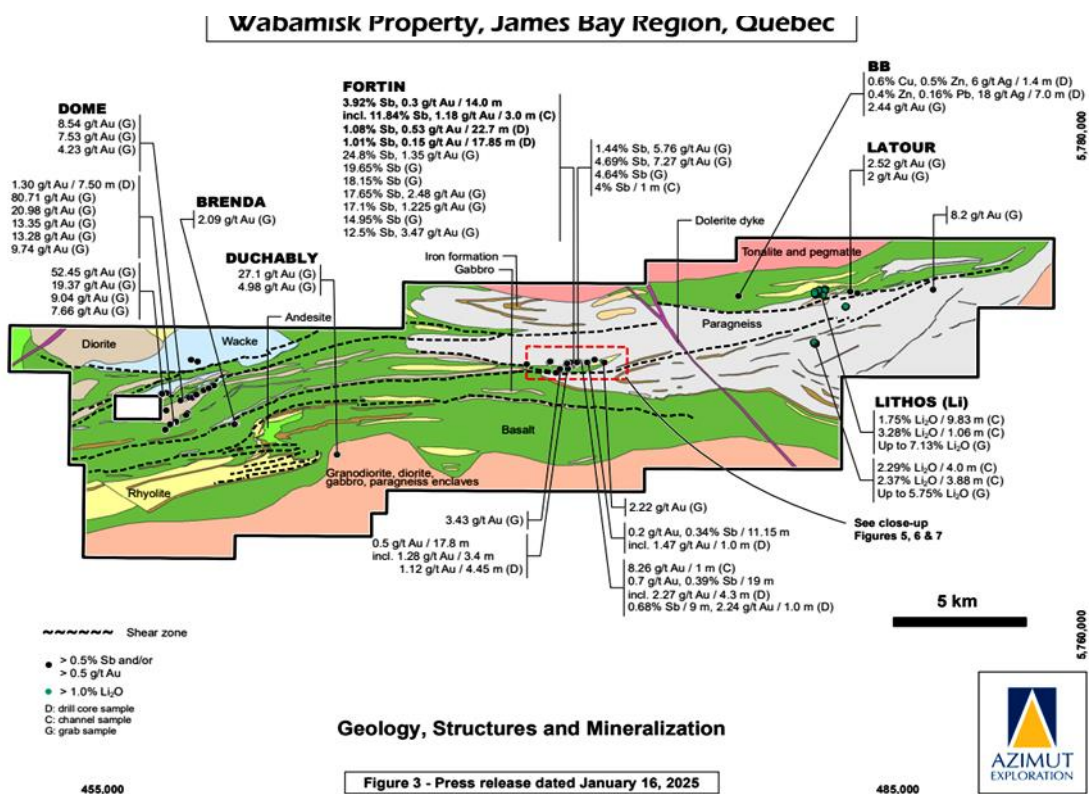 Wabamisk Property, James Bay Region, Québec
DOME
8.54 g/t Au (G)
7.53 g/t Au (G)
4.23 g/t Au (G)
1.30 g/t Au / 7.50 m (D)
80.71 g/t Au (G)
20.98 g/t Au (G)
13.35 g/t Au (G)
13.28 g/t Au (G)
9.74 g/t Au (G)
52.45 g/t Au (G)
19.37 g/t Au (G)
9.04 g/t Au (G)
7.66 g/t Au (G)
BRENDA
2.09 g/t Au (G)
DUCHABLY
27.1 g/t Au (G)
4.98 g/t Au (G)
FORTIN
3.92% Sb, 0.3 g/t Au / 14.0 m
incl. 11.84% Sb, 1.18 g/t Au / 3.0 m (C)
1.08% Sb, 0.53 g/t Au / 22.7 m (D)
1.01% Sb, 0.15 g/t Au / 17.85 m (D)
24.8% Sb, 1.35 g/t Au (G)
19.65% Sb (G)
18.15% Sb (G)
17.65% Sb, 2.48 g/t Au (G)
17.1% Sb, 1.225 g/t Au (G)
14.95% Sb (G)
12.5% Sb, 3.47 g/t Au (G)
1.44% Sb, 5.76 g/t Au (G)
4.69% Sb, 7.27 g/t Au (G)
4.64% Sb (G)
4% Sb / 1 m (C)
BB
0.6% Cu, 0.5% Zn, 6 g/t Ag / 1.4 m (D)
0.4% Zn, 0.16% Pb, 18 g/t Ag / 7.0 m (D)
2.44 g/t Au (G)
LATOUR
2.52 g/t Au (G)
2 g/t Au (G)
8.2 g/t Au (G)
5,780,000
Dolerite dyke
Iron formation
Gabbro
Tonalite and pegmatite
Paragneiss
Andesite
Diorite
Wacke
Basalt
Rhyolite
Granodiorite, diorite,
gabbro, paragneiss enclaves
LITHOS (Li)
1.75% Li₂O / 9.83 m (C)
3.28% Li₂O / 1.06 m (C)
Up to 7.13% Li₂O (G)
2.29% Li₂O / 4.0 m (C)
2.37% Li₂O / 3.88 m (C)
Up to 5.75% Li₂O (G)
See close-up
Figures 5, 6 & 7
3.43 g/t Au (G)
0.5 g/t Au / 17.8 m
incl. 1.28 g/t Au / 3.4 m
1.12 g/t Au / 4.45 m (D)
2.22 g/t Au (G)
0.2 g/t Au, 0.34% Sb / 11.15 m
incl. 1.47 g/t Au / 1.0 m (D)
8.26 g/t Au / 1 m (C)
0.7 g/t Au, 0.39% Sb / 19 m
incl. 2.27 g/t Au / 4.3 m (D)
0.68% Sb / 9 m, 2.24 g/t Au / 1.0 m (D)
5 km
5,760,000
Shear zone
> 0.5% Sb and/or
> 0.5 g/t Au
> 1.0% Li₂O
D: drill core sample
C: channel sample
G: grab sample
Geology, Structures and Mineralization
AZIMUT
EXPLORATION
455,000
Figure 3 - Press release dated January 16, 2025
485,000